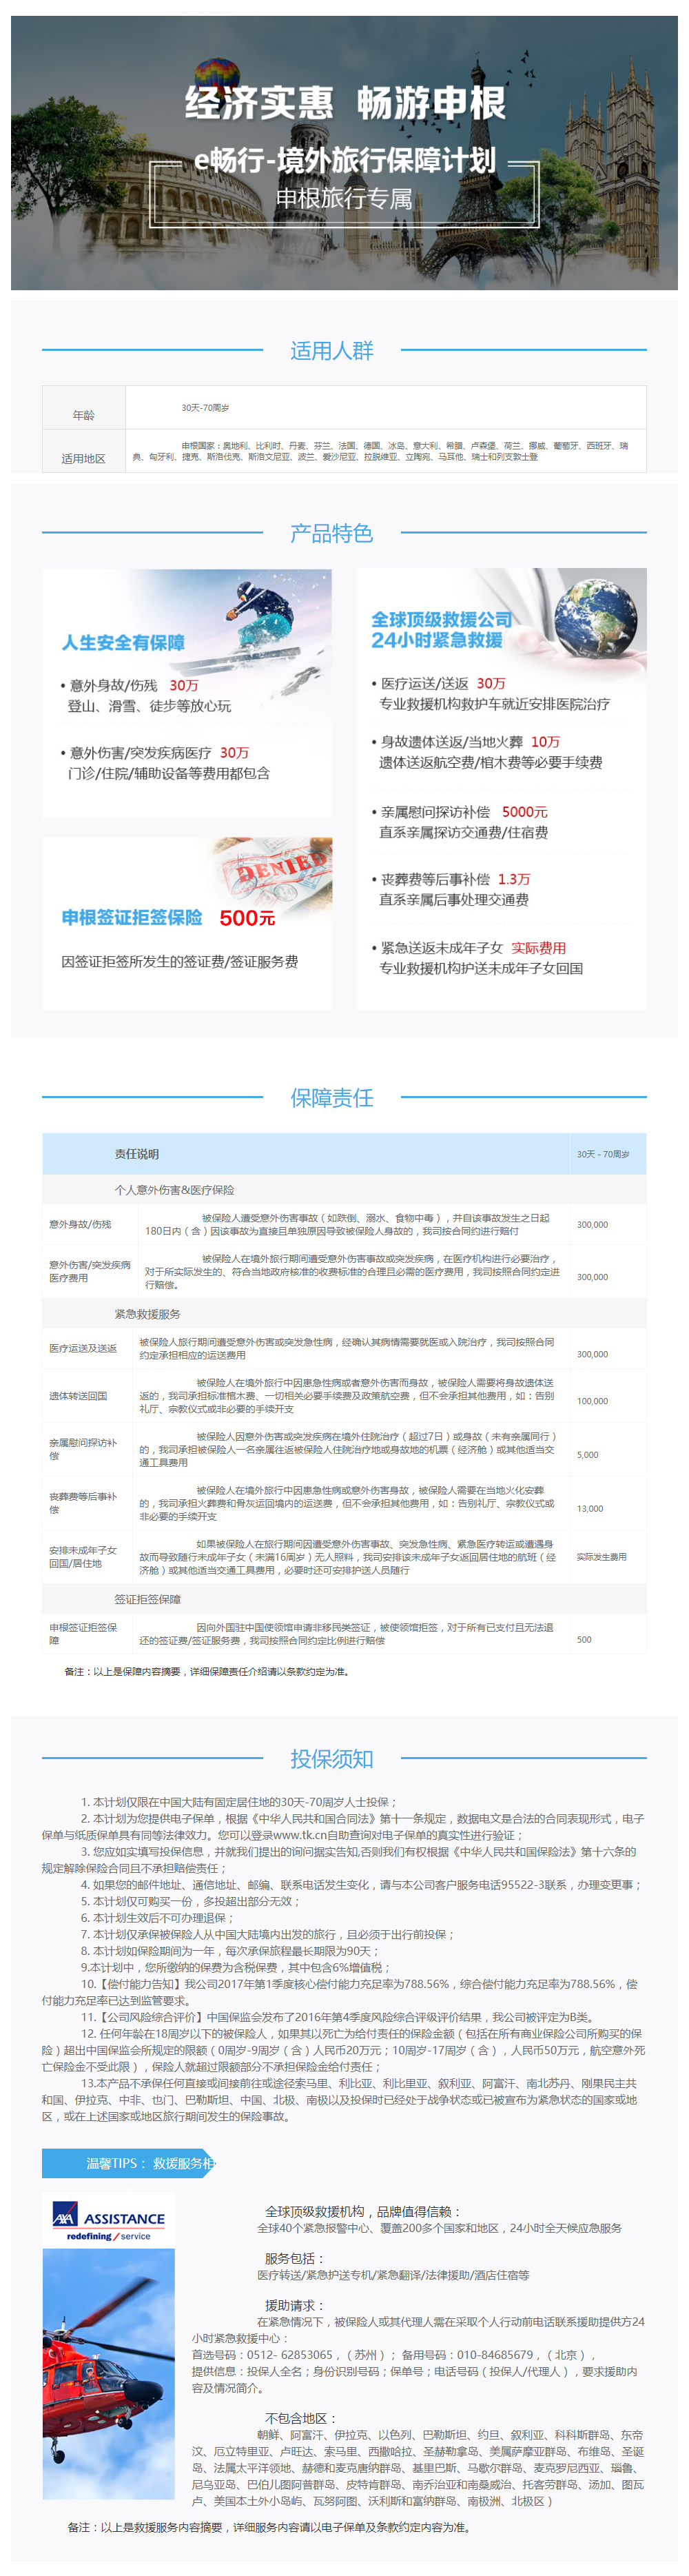 经济实惠 畅游申根
e畅行-境外旅行保障计划
申根旅行专属
适用人群
年龄
30天-70周岁
适用地区
申根国家：奥地利、比利时、丹麦、芬兰、法国、德国、冰岛、意大利、希腊、卢森堡、荷兰、挪威、葡萄牙、西班牙、瑞
典、匈牙利、捷克、斯洛伐克、斯洛文尼亚、波兰、爱沙尼亚、拉脱维亚、立陶宛、马耳他、瑞士和列支敦士登
产品特色
人生安全有保障
• 意外身故/伤残 30万
登山、滑雪、徒步等放心玩
• 意外伤害/突发疾病医疗 30万
门诊/住院/辅助设备等费用都包含
DENIED
申根签证拒签保险 500元
因签证拒签所发生的签证费/签证服务费
全球顶级救援公司
24小时紧急救援
• 医疗运送/送返 30万
专业救援机构救护车就近安排医院治疗
• 身故遗体送返/当地火葬 10万
遗体送返航空费/棺木费等必要手续费
• 亲属慰问探访补偿 5000元
直系亲属探访交通费/住宿费
• 丧葬费等后事补偿 1.3万
直系亲属后事处理交通费
• 紧急送返未成年子女 实际费用
专业救援机构护送未成年子女回国
保障责任
责任说明
30天 - 70周岁
个人意外伤害&医疗保险
意外身故/伤残
被保险人遭受意外伤害事故（如跌倒、溺水、食物中毒），并自该事故发生之日起
180日内（含）因该事故为直接且单独原因导致被保险人身故的，我司按合同约进行赔付
300,000
意外伤害/突发疾病
医疗费用
被保险人在境外旅行期间遭受意外伤害事故或突发疾病，在医疗机构进行必要治疗，
对于所实际发生的、符合当地政府核准的收费标准的合理且必需的医疗费用，我司按照合同约定进
行赔偿。
300,000
紧急救援服务
医疗运送及送返
被保险人旅行期间遭受意外伤害或突发急性病，经确认其病情需要就医或入院治疗，我司按照合同
约定承担相应的运送费用
300,000
遗体转送回国
被保险人在境外旅行中因患急性病或者意外伤害而身故，被保险人需要将身故遗体送
返的，我司承担标准棺木费、一切相关必要手续费及政策航空费，但不会承担其他费用，如：告别
礼厅、宗教仪式或非必要的手续开支
100,000
亲属慰问探访补
偿
被保险人因意外伤害或突发疾病在境外住院治疗（超过7日）或身故（未有亲属同行）
的，我司承担被保险人一名亲属往返被保险人住院治疗地或身故地的机票（经济舱）或其他适当交
通工具费用
5,000
丧葬费等后事补
偿
被保险人在境外旅行中因患急性病或意外伤害身故，被保险人需要在当地火化安葬
的，我司承担火葬费和骨灰运回境内的运送费，但不会承担其他费用，如：告别礼厅、宗教仪式或
非必要的手续开支
13,000
安排未成年子女
回国/居住地
如果被保险人在旅行期间因遭受意外伤害事故、突发急性病、紧急医疗转运或遭遇身
故而导致随行未成年子女（未满16周岁）无人照料，我司安排该未成年子女返回居住地的航班（经
济舱）或其他适当交通工具费用，必要时还可安排护送人员随行
实际发生费用
签证拒签保障
申根签证拒签保
障
因向外国驻中国使领馆申请非移民类签证，被使领馆拒签，对于所有已支付且无法退
还的签证费/签证服务费，我司按照合同约定比例进行赔偿
500
备注：以上是保障内容摘要，详细保障责任介绍请以条款约定为准。
投保须知
1. 本计划仅限在中国大陆有固定居住地的30天-70周岁人士投保；
2. 本计划为您提供电子保单，根据《中华人民共和国合同法》第十一条规定，数据电文是合法的合同表现形式，电子
保单与纸质保单具有同等法律效力。您可以登录www.tk.cn自助查询对电子保单的真实性进行验证；
3. 您应如实填写投保信息，并就我们提出的询问据实告知,否则我们有权根据《中华人民共和国保险法》第十六条的
规定解除保险合同且不承担赔偿责任；
4. 如果您的邮件地址、通信地址、邮编、联系电话发生变化，请与本公司客户服务电话95522-3联系，办理变更事；
5. 本计划仅可购买一份，多投超出部分无效；
6. 本计划生效后不可办理退保；
7. 本计划仅承保被保险人从中国大陆境内出发的旅行，且必须于出行前投保；
8. 本计划如保险期间为一年，每次承保旅程最长期限为90天；
9.本计划中，您所缴纳的保费为含税保费，其中包含6%增值税；
10.【偿付能力告知】我公司2017年第1季度核心偿付能力充足率为788.56%，综合偿付能力充足率为788.56%，偿
付能力充足率已达到监管要求。
11.【公司风险综合评价】中国保监会发布了2016年第4季度风险综合评级评价结果，我公司被评定为B类。
12. 任何年龄在18周岁以下的被保险人，如果其以死亡为给付责任的保险金额（包括在所有商业保险公司所购买的保
险）超出中国保监会所规定的限额（0周岁-9周岁（含）人民币20万元；10周岁-17周岁（含），人民币50万元，航空意外死
亡保险金不受此限），保险人就超过限额部分不承担保险金给付责任；
13.本产品不承保任何直接或间接前往或途径索马里、利比亚、利比里亚、叙利亚、阿富汗、南北苏丹、刚果民主共
和国、伊拉克、中非、也门、巴勒斯坦、中国、北极、南极以及投保时已经处于战争状态或已被宣布为紧急状态的国家或地
区，或在上述国家或地区旅行期间发生的保险事故。
温馨TIPS： 救援服务相
AXA ASSISTANCE
redefining / service
全球顶级救援机构，品牌值得信赖：
全球40个紧急报警中心、覆盖200多个国家和地区，24小时全天候应急服务
服务包括：
医疗转送/紧急护送专机/紧急翻译/法律援助/酒店住宿等
援助请求：
在紧急情况下，被保险人或其代理人需在采取个人行动前电话联系援助提供方24
小时紧急救援中心：
首选号码：0512- 62853065，（苏州）； 备用号码：010-84685679，（北京），
提供信息：投保人全名；身份识别号码；保单号；电话号码（投保人/代理人），要求援助内
容及情况简介。
不包含地区：
朝鲜、阿富汗、伊拉克、以色列、巴勒斯坦、约旦、叙利亚、科科斯群岛、东帝
汶、厄立特里亚、卢旺达、索马里、西撒哈拉、圣赫勒拿岛、美属萨摩亚群岛、布维岛、圣诞
岛、法属太平洋领地、赫德和麦克唐纳群岛、基里巴斯、马歇尔群岛、麦克罗尼西亚、瑙鲁、
尼乌亚岛、巴伯儿图阿普群岛、皮特肯群岛、南乔治亚和南桑威治、托客劳群岛、汤加、图瓦
卢、美国本土外小岛屿、瓦努阿图、沃利斯和富纳群岛、南极洲、北极区）
备注：以上是救援服务内容摘要，详细服务内容请以电子保单及条款约定内容为准。